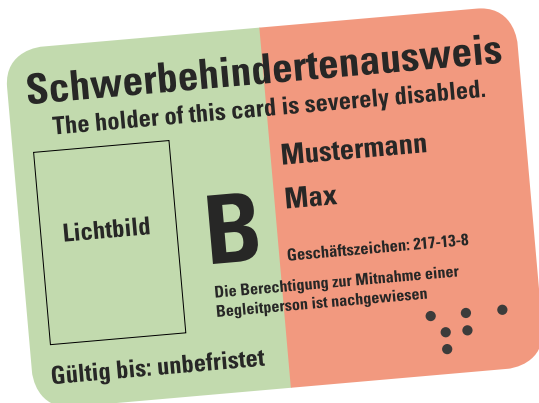 Schwerbehindertenausweis
The holder of this card is severely disabled.
Mustermann
Max
Lichtbild
B
Geschäftszeichen: 217-13-8
Die Berechtigung zur Mitnahme einer
Begleitperson ist nachgewiesen
Gültig bis: unbefristet